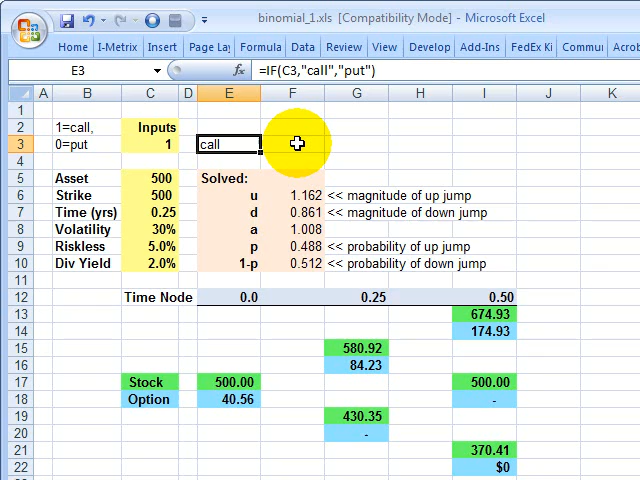 binomial_1.xls [Compatibility Mode] - Microsoft Excel
Home I-Metrix Insert Page La Formula Data Review View Develop Add-Ins FedEx Ki Commu Acrob
E3 fx =IF(C3,"call","put")
A B C D E F G H I J K
1
2 1=call, Inputs
3 0=put 1 call
4
5 Asset 500 Solved:
6 Strike 500 u 1.162 << magnitude of up jump
7 Time (yrs) 0.25 d 0.861 << magnitude of down jump
8 Volatility 30% a 1.008
9 Riskless 5.0% p 0.488 << probability of up jump
10 Div Yield 2.0% 1-p 0.512 << probability of down jump
11
12 Time Node 0.0 0.25 0.50
13 674.93
14 174.93
15 580.92
16 84.23
17 Stock 500.00 500.00
18 Option 40.56 -
19 430.35
20 -
21 370.41
22 $0